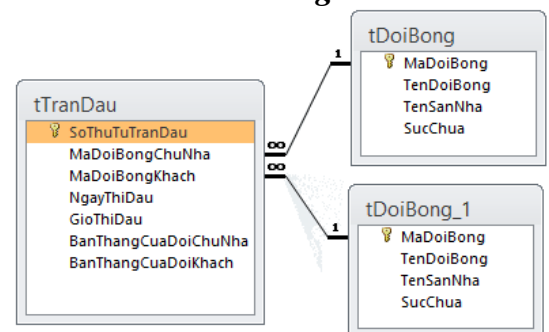 tTranDau
SoThuTuTranDau
MaDoiBongChuNha
MaDoiBongKhach
NgayThiDau
GioThiDau
BanThangCuaDoiChuNha
BanThangCuaDoiKhach
∞
∞
1
1
tDoiBong
MaDoiBong
TenDoiBong
TenSanNha
SucChua
tDoiBong_1
MaDoiBong
TenDoiBong
TenSanNha
SucChua